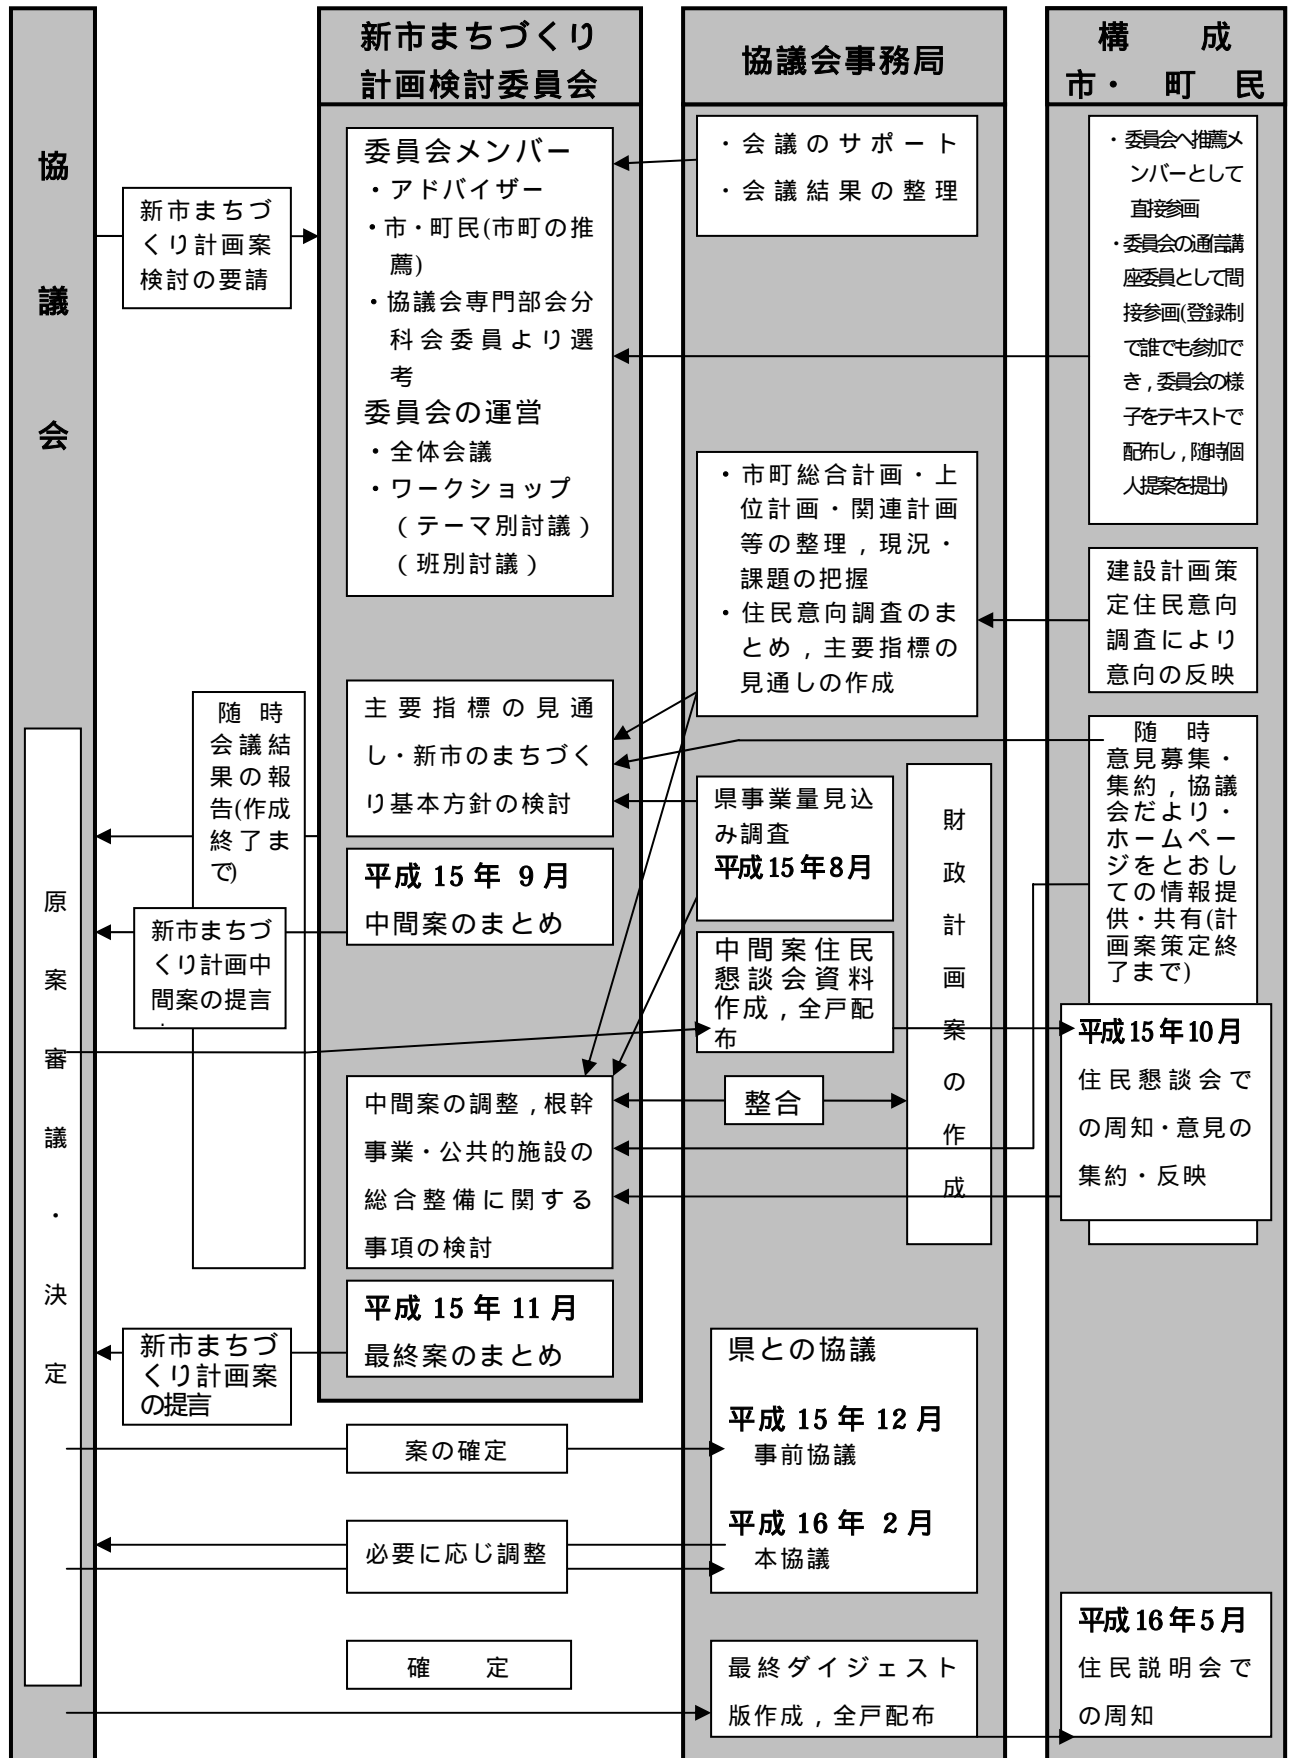 協
議
会
原
案
審
議
・
決
定
新市まちづ
くり計画案
検討の要請
随 時
会議結
果の報
告(作成
終了ま
で)
新市まちづ
くり計画中
間案の提言
新市まちづ
くり計画案
の提言
新市まちづくり
計画検討委員会
委員会メンバー
・アドバイザー
・市・町民(市町の推
薦)
・協議会専門部会分
科会委員より選
考
委員会の運営
・全体会議
・ワークショップ
(テーマ別討議)
(班別討議)
主要指標の見通
し・新市のまちづく
り基本方針の検討
平成 15 年 9 月
中間案のまとめ
中間案の調整，根幹
事業・公共的施設の
総合整備に関する
事項の検討
平成 15 年 11 月
最終案のまとめ
案の確定
必要に応じ調整
確 定
協議会事務局
・会議のサポート
・会議結果の整理
・市町総合計画・上
位計画・関連計画
等の整理，現況・
課題の把握
・住民意向調査のま
とめ，主要指標の
見通しの作成
県事業量見込
み調査
平成 15 年8月
中間案住民
懇談会資料
作成，全戸配
布
整合
財
政
計
画
案
の
作
成
県との協議
平成 15 年 12 月
事前協議
平成 16 年 2 月
本協議
最終ダイジェスト
版作成，全戸配布
構 成
市・ 町 民
・委員会へ推薦メ
ンバーとして
直接参画
・委員会の通信講
座委員として間
接参画(登録制
で誰でも参加で
き，委員会の様
子をテキストで
配布し，随時個
人提案を提出)
建設計画策
定住民意向
調査により
意向の反映
随 時
意見募集・
集約，協議
会だより・
ホームペー
ジをとおし
ての情報提
供・共有(計
画案策定終
了まで)
平成 15 年 10 月
住民懇談会で
の周知・意見の
集約・反映
平成 16 年 5 月
住民説明会で
の周知